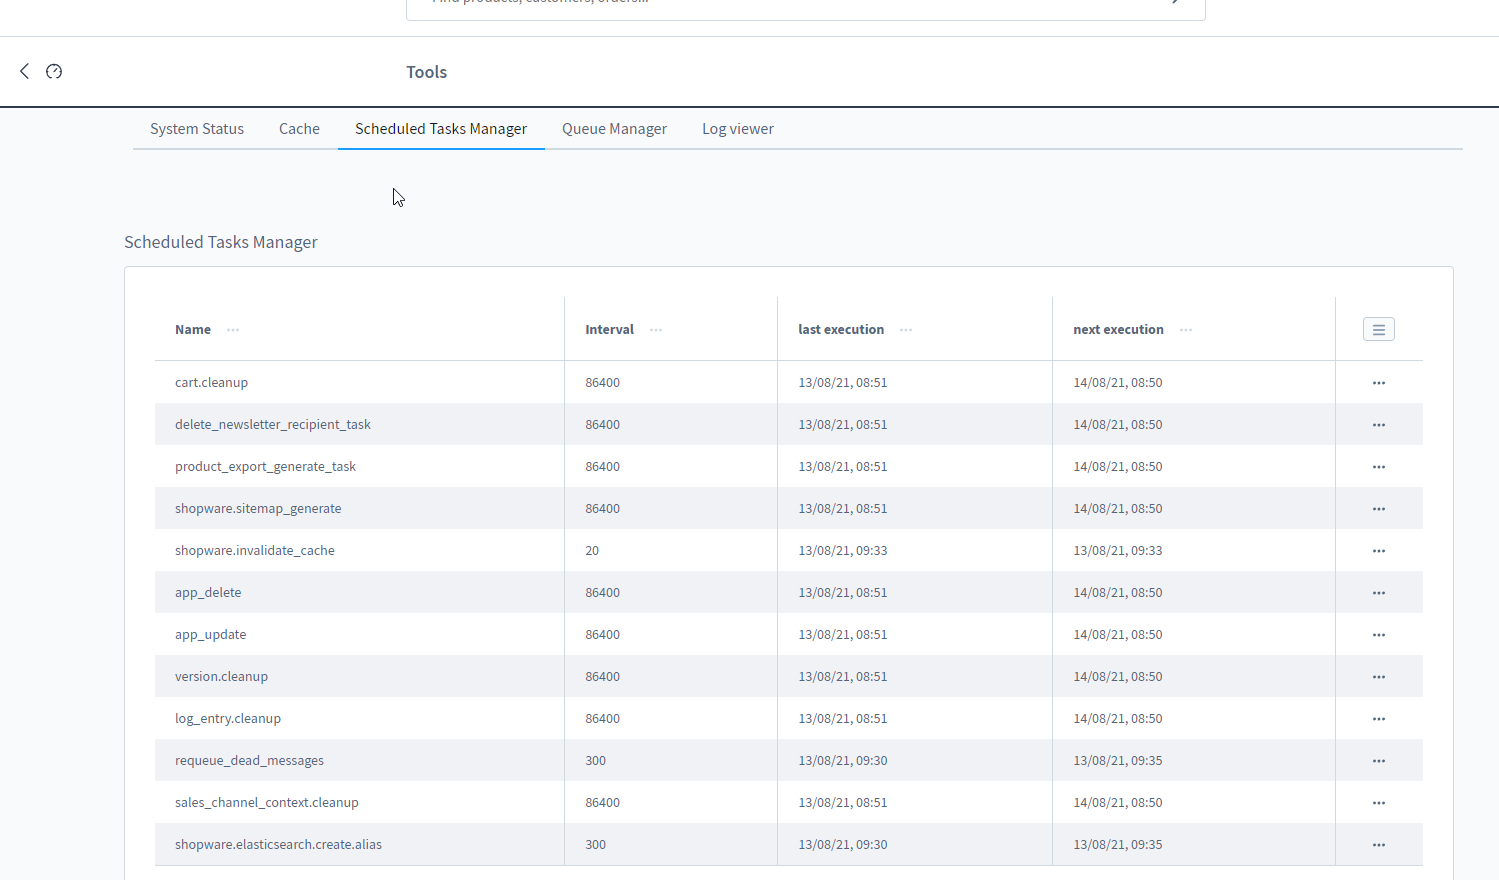 Find products, customers, orders...
Tools
System Status Cache Scheduled Tasks Manager Queue Manager Log viewer
Scheduled Tasks Manager
Name ... Interval ... last execution ... next execution ...
cart.cleanup 86400 13/08/21, 08:51 14/08/21, 08:50
delete_newsletter_recipient_task 86400 13/08/21, 08:51 14/08/21, 08:50
product_export_generate_task 86400 13/08/21, 08:51 14/08/21, 08:50
shopware.sitemap_generate 86400 13/08/21, 08:51 14/08/21, 08:50
shopware.invalidate_cache 20 13/08/21, 09:33 13/08/21, 09:33
app_delete 86400 13/08/21, 08:51 14/08/21, 08:50
app_update 86400 13/08/21, 08:51 14/08/21, 08:50
version.cleanup 86400 13/08/21, 08:51 14/08/21, 08:50
log_entry.cleanup 86400 13/08/21, 08:51 14/08/21, 08:50
requeue_dead_messages 300 13/08/21, 09:30 13/08/21, 09:35
sales_channel_context.cleanup 86400 13/08/21, 08:51 14/08/21, 08:50
shopware.elasticsearch.create.alias 300 13/08/21, 09:30 13/08/21, 09:35